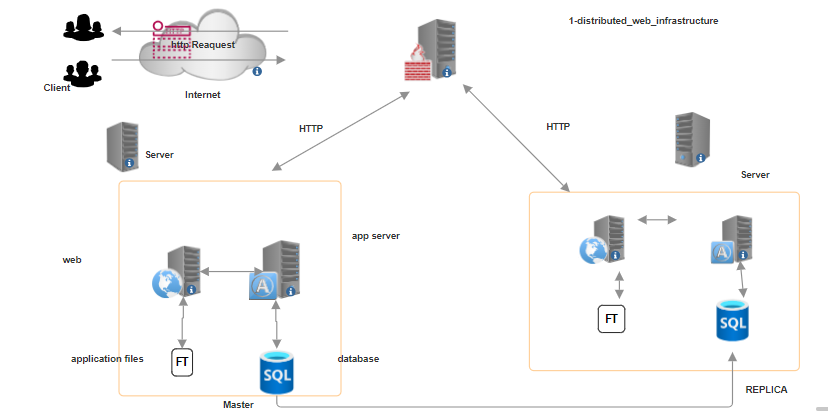 1-distributed_web_infrastructure
http Reaquest
Client
Internet
HTTP
HTTP
Server
Server
app server
web
application files
FT
SQL
database
Master
FT
SQL
REPLICA
A
A